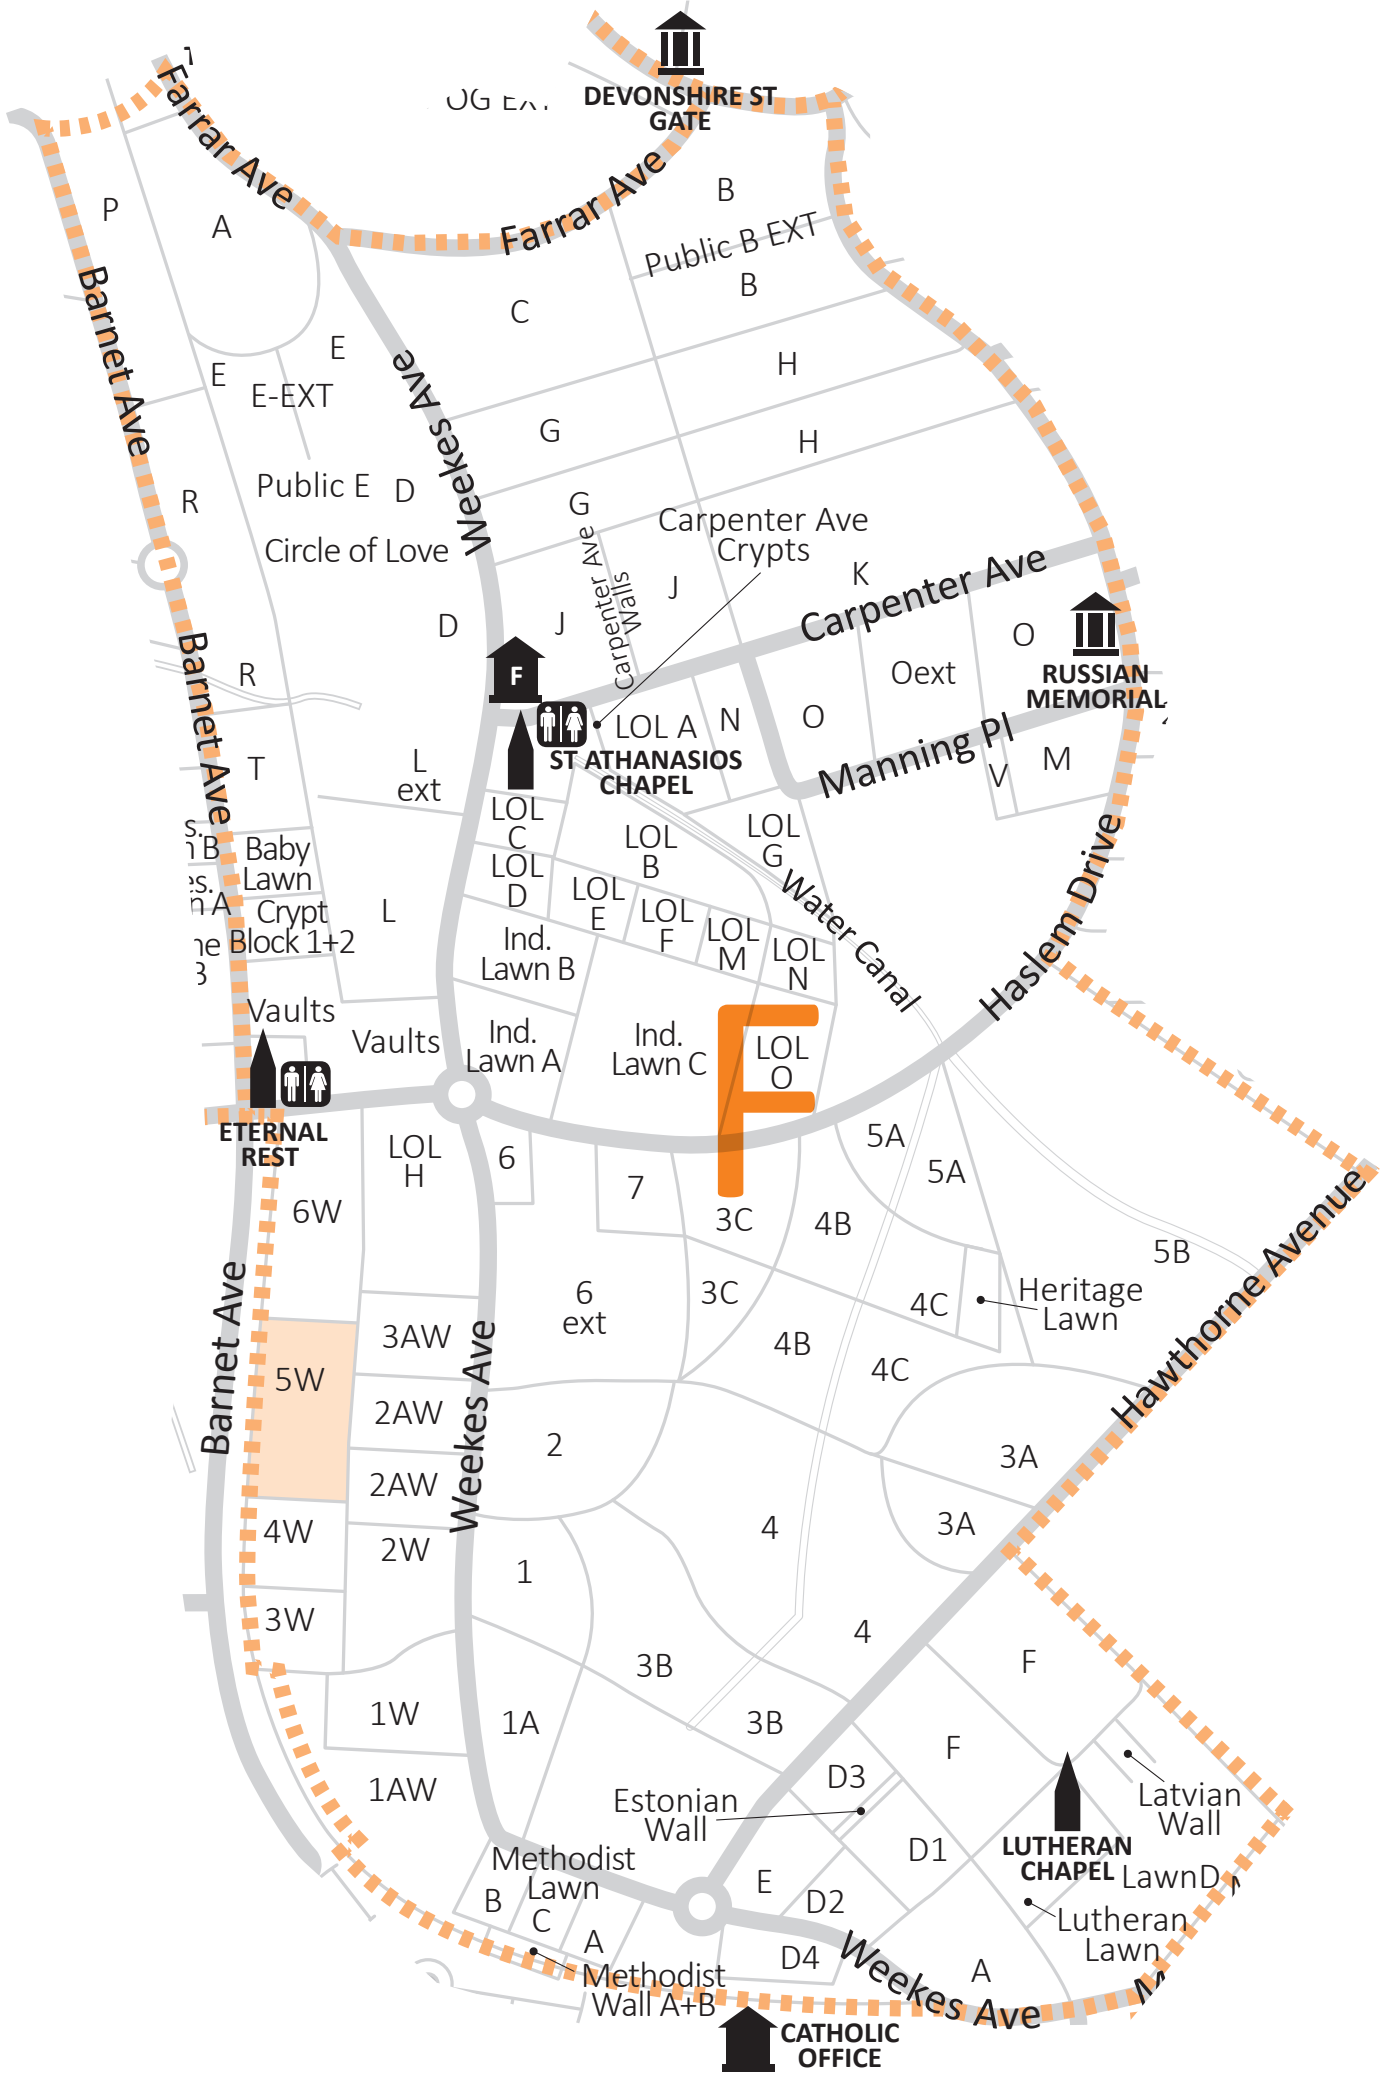 DEVONSHIRE ST
GATE
Farrar Ave
Farrar Ave
P
A
B
Public B EXT
B
C
Barnet Ave
E
E
E-EXT
H
Weekes Ave
G
H
Public E
D
R
G
Circle of Love
Carpenter Ave
Crypts
Carpenter Ave
Walls
K
Carpenter Ave
J
J
D
O
Oext
F
RUSSIAN
MEMORIAL
Barnet Ave
R
LOL A
N
O
Manning Pl
ST ATHANASIOS
CHAPEL
T
L
ext
V
M
LOL
C
LOL
B
LOL
G
Baby
Lawn
LOL
D
LOL
E
LOL
F
LOL
M
LOL
N
Water Canal
Haslem Drive
Crypt
Block 1+2
L
Ind.
Lawn B
Vaults
Vaults
Ind.
Lawn A
Ind.
Lawn C
LOL
O
F
ETERNAL
REST
LOL
H
6
7
5A
5A
6W
3C
4B
5B
Hawthorne Avenue
Barnet Ave
6
ext
3C
4C
Heritage
Lawn
3AW
4B
4C
5W
Weekes Ave
2AW
2
2AW
3A
3A
4W
2W
4
1
3W
4
3B
F
1W
1A
3B
F
1AW
D3
Estonian
Wall
Latvian
Wall
D1
LUTHERAN
CHAPEL
LawnD
Methodist
Lawn
B
C
A
E
D2
Lutheran
Lawn
D4
Weekes Ave
A
Methodist
Wall A+B
CATHOLIC
OFFICE